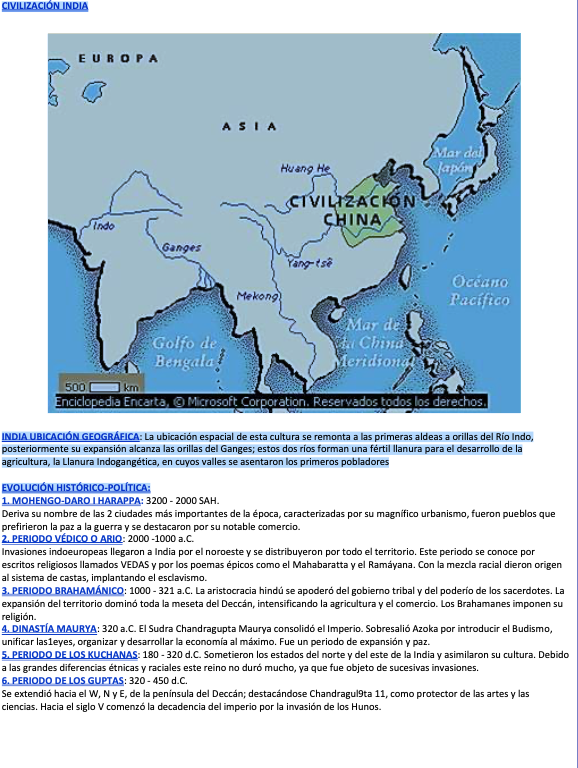 CIVILIZACIÓN INDIA
EUROPA
ASIA
Huang He
Mar del
Japón
CIVILIZACIÓN
CHINA
Indo
Ganges
Yang-tsê
Mekong
Océano
Pacífico
Golfo de
Bengala
Mar de
la China
Meridional
500 km
Enciclopedia Encarta, © Microsoft Corporation. Reservados todos los derechos.
INDIA UBICACIÓN GEOGRÁFICA: La ubicación espacial de esta cultura se remonta a las primeras aldeas a orillas del Río Indo,
posteriormente su expansión alcanza las orillas del Ganges; estos dos ríos forman una fértil llanura para el desarrollo de la
agricultura, la Llanura Indogangética, en cuyos valles se asentaron los primeros pobladores
EVOLUCIÓN HISTÓRICO-POLÍTICA:
1. MOHENGO-DARO I HARAPPA: 3200 - 2000 SAH.
Deriva su nombre de las 2 ciudades más importantes de la época, caracterizadas por su magnífico urbanismo, fueron pueblos que
prefirieron la paz a la guerra y se destacaron por su notable comercio.
2. PERIODO VÉDICO O ARIO: 2000 -1000 a.C.
Invasiones indoeuropeas llegaron a India por el noroeste y se distribuyeron por todo el territorio. Este periodo se conoce por
escritos religiosos llamados VEDAS y por los poemas épicos como el Mahabaratta y el Ramáyana. Con la mezcla racial dieron origen
al sistema de castas, implantando el esclavismo.
3. PERIODO BRAHAMÁNICO: 1000 - 321 a.C. La aristocracia hindú se apoderó del gobierno tribal y del poderío de los sacerdotes. La
expansión del territorio dominó toda la meseta del Deccán, intensificando la agricultura y el comercio. Los Brahamanes imponen su
religión.
4. DINASTÍA MAURYA: 320 a.C. El Sudra Chandragupta Maurya consolidó el Imperio. Sobresalió Azoka por introducir el Budismo,
unificar las1eyes, organizar y desarrollar la economía al máximo. Fue un periodo de expansión y paz.
5. PERIODO DE LOS KUCHANAS: 180 - 320 d.C. Sometieron los estados del norte y del este de la India y asimilaron su cultura. Debido
a las grandes diferencias étnicas y raciales este reino no duró mucho, ya que fue objeto de sucesivas invasiones.
6. PERIODO DE LOS GUPTAS: 320 - 450 d.C.
Se extendió hacia el W, N y E, de la península del Deccán; destacándose Chandragul9ta 11, como protector de las artes y las
ciencias. Hacia el siglo V comenzó la decadencia del imperio por la invasión de los Hunos.